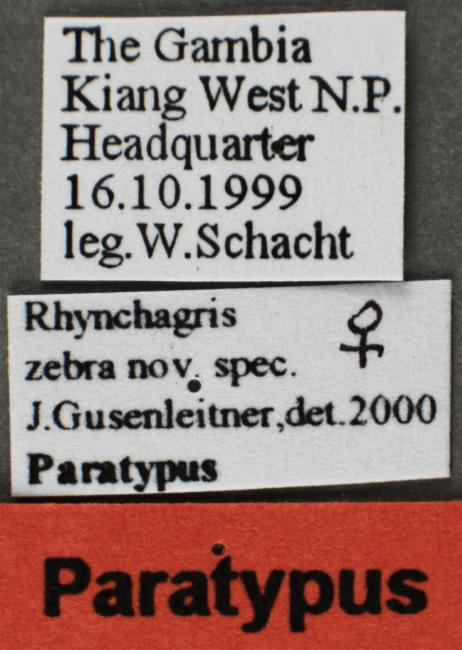 The Gambia
Kiang West N.P.
Headquarter
16.10.1999
leg.W.Schacht
Rhynchagris ♀
zebra nov. spec.
J.Gusenleitner,det.2000
Paratypus
Paratypus